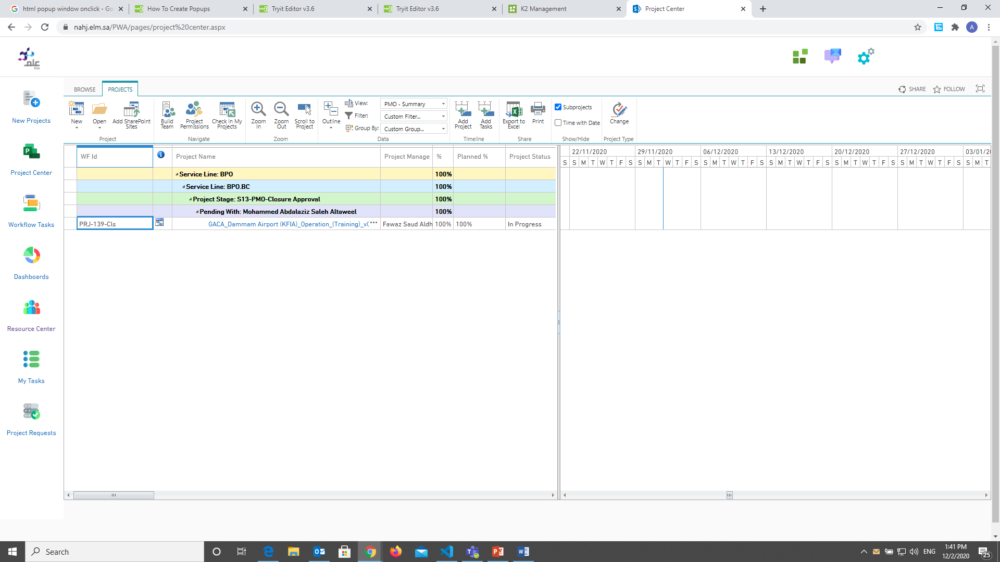 html popup window onclick - Go
How To Create Popups
Tryit Editor v3.6
Tryit Editor v3.6
K2 Management
Project Center
nahj.elm.sa/PWA/pages/project%20center.aspx
A
علم
Elm
BROWSE
PROJECTS
SHARE
FOLLOW
New
Open
Add SharePoint
Sites
Project
Build
Team
Project
Permissions
Check in My
Projects
Navigate
Zoom
In
Zoom
Out
Scroll to
Project
Zoom
Outline
View:
PMO - Summary
Filter:
Custom Filter...
Group By:
Custom Group...
Data
Add
Project
Add
Tasks
Timeline
Export to
Excel
Print
Share
Subprojects
Time with Date
Show/Hide
Change
Project Type
New Projects
Project Center
Workflow Tasks
Dashboards
Resource Center
My Tasks
Project Requests
WF Id
Project Name
Project Manage
%
Planned %
Project Status
Service Line: BPO
100%
Service Line: BPO.BC
100%
Project Stage: S13-PMO-Closure Approval
100%
Pending With: Mohammed Abdalaziz Saleh Altaweel
100%
PRJ-139-Cls
GACA_Dammam Airport (KFIA)_Operation_(Training)_v0 ...
Fawaz Saud Aldh
100%
100%
In Progress
22/11/2020
29/11/2020
06/12/2020
13/12/2020
20/12/2020
27/12/2020
03/01/2
S S M T W T F S S M T W T F S S M T W T F S S M T W T F S S M T W T F S S M T W T F S S M T
Search
ENG
1:41 PM
12/2/2020
25